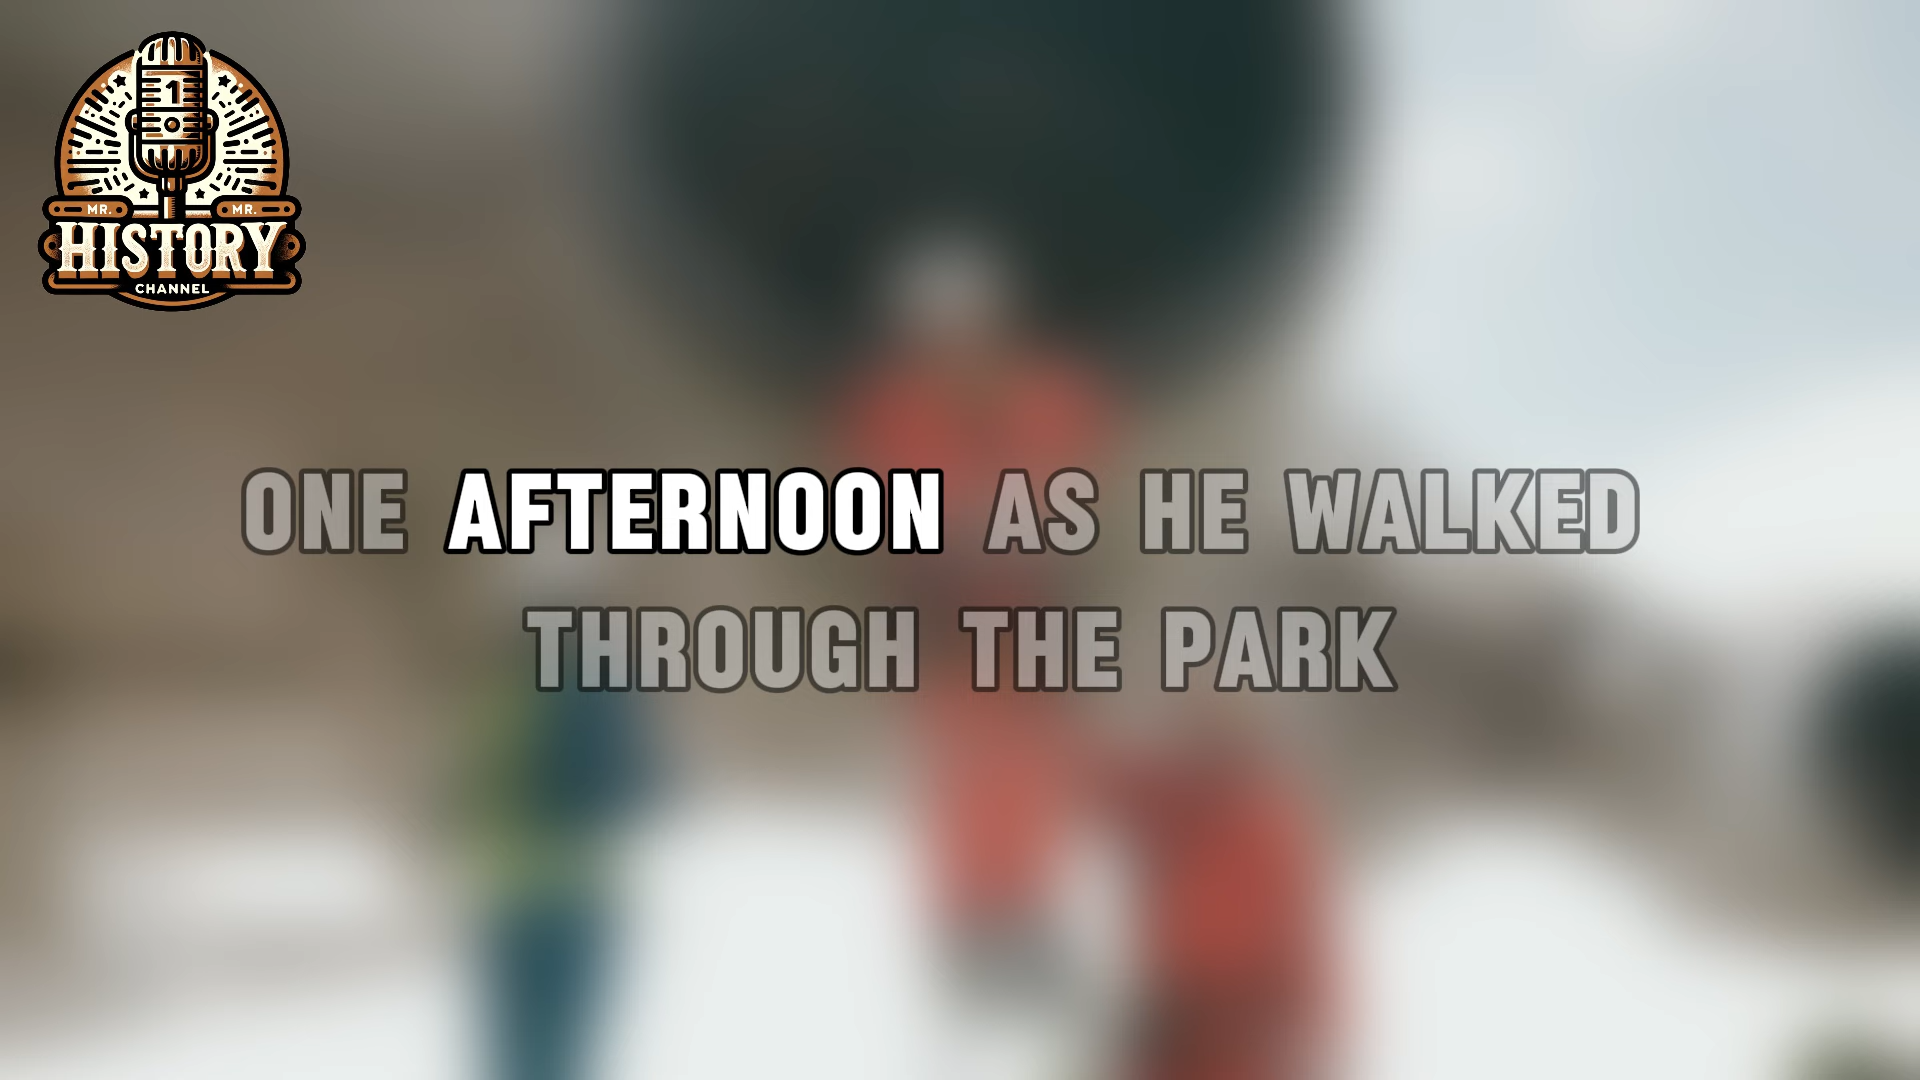 1
MR. MR.
HISTORY
CHANNEL
ONE AFTERNOON AS HE WALKED
THROUGH THE PARK